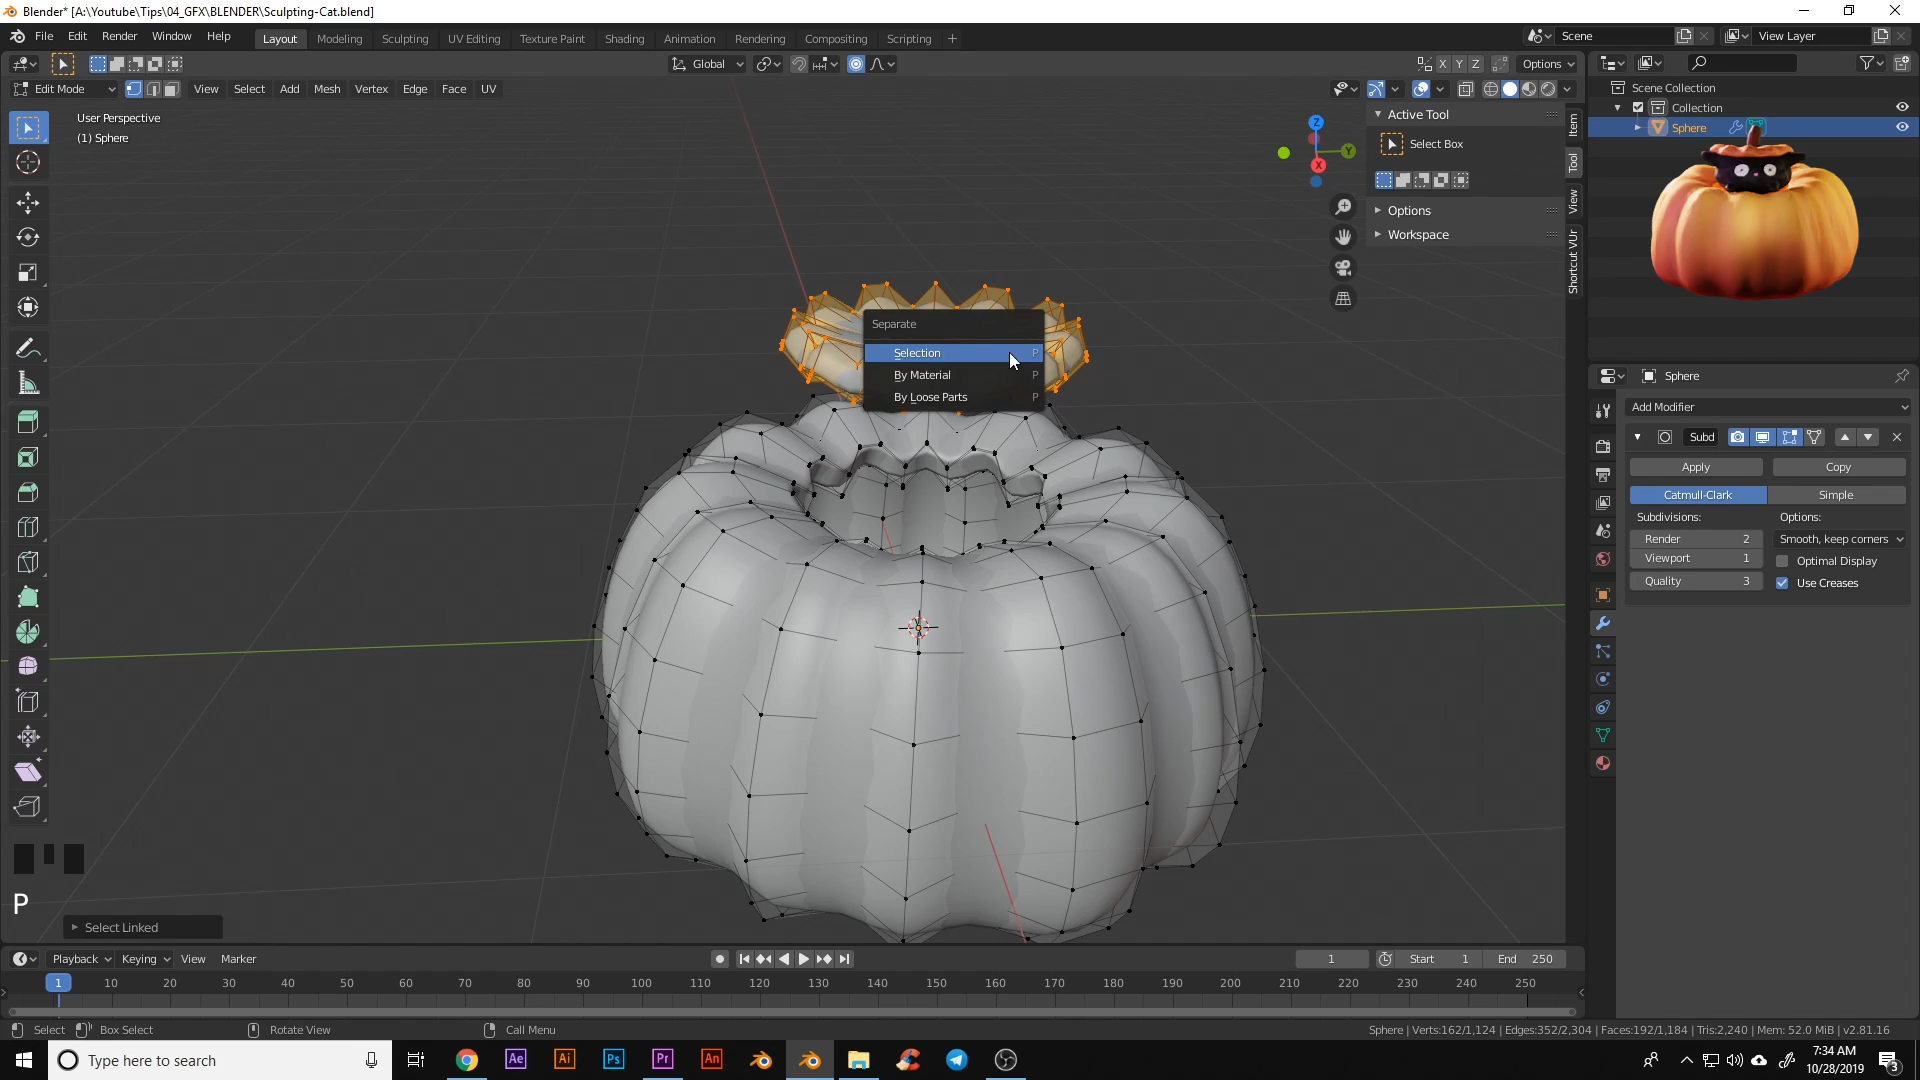 Blender* [A:\Youtube\Tips\04_GFX\BLENDER\Sculpting-Cat.blend]
File Edit Render Window Help Layout Modeling Sculpting UV Editing Texture Paint Shading Animation Rendering Compositing Scripting + Scene View Layer
Global X Y Z Options
Edit Mode View Select Add Mesh Vertex Edge Face UV
User Perspective
(1) Sphere
Z
Y
X
Active Tool
Select Box
Options
Workspace
Item
Tool
View
Shortcut VUr
Scene Collection
Collection
Sphere
Separate
Selection P
By Material P
By Loose Parts P
Sphere
Add Modifier
Subd
Apply Copy
Catmull-Clark Simple
Subdivisions: Options:
Render 2 Smooth, keep corners
Viewport 1 Optimal Display
Quality 3 Use Creases
P
Select Linked
Playback Keying View Marker 1 Start 1 End 250
1 10 20 30 40 50 60 70 80 90 100 110 120 130 140 150 160 170 180 190 200 210 220 230 240 250
Select Box Select Rotate View Call Menu Sphere | Verts:162/1,124 | Edges:352/2,304 | Faces:192/1,184 | Tris:2,240 | Mem: 52.0 MiB | v2.81.16
Type here to search Ae Ai Ps Pr An
7:34 AM
10/28/2019
3